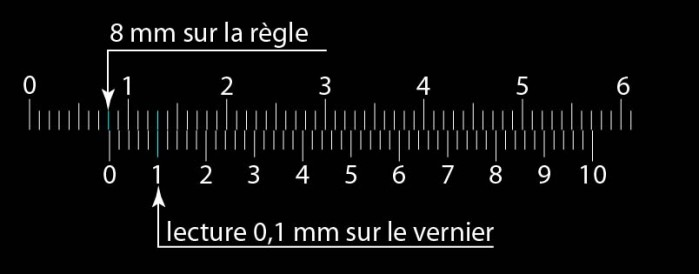 8 mm sur la règle
0 1 2 3 4 5 6
0 1 2 3 4 5 6 7 8 9 10
lecture 0,1 mm sur le vernier